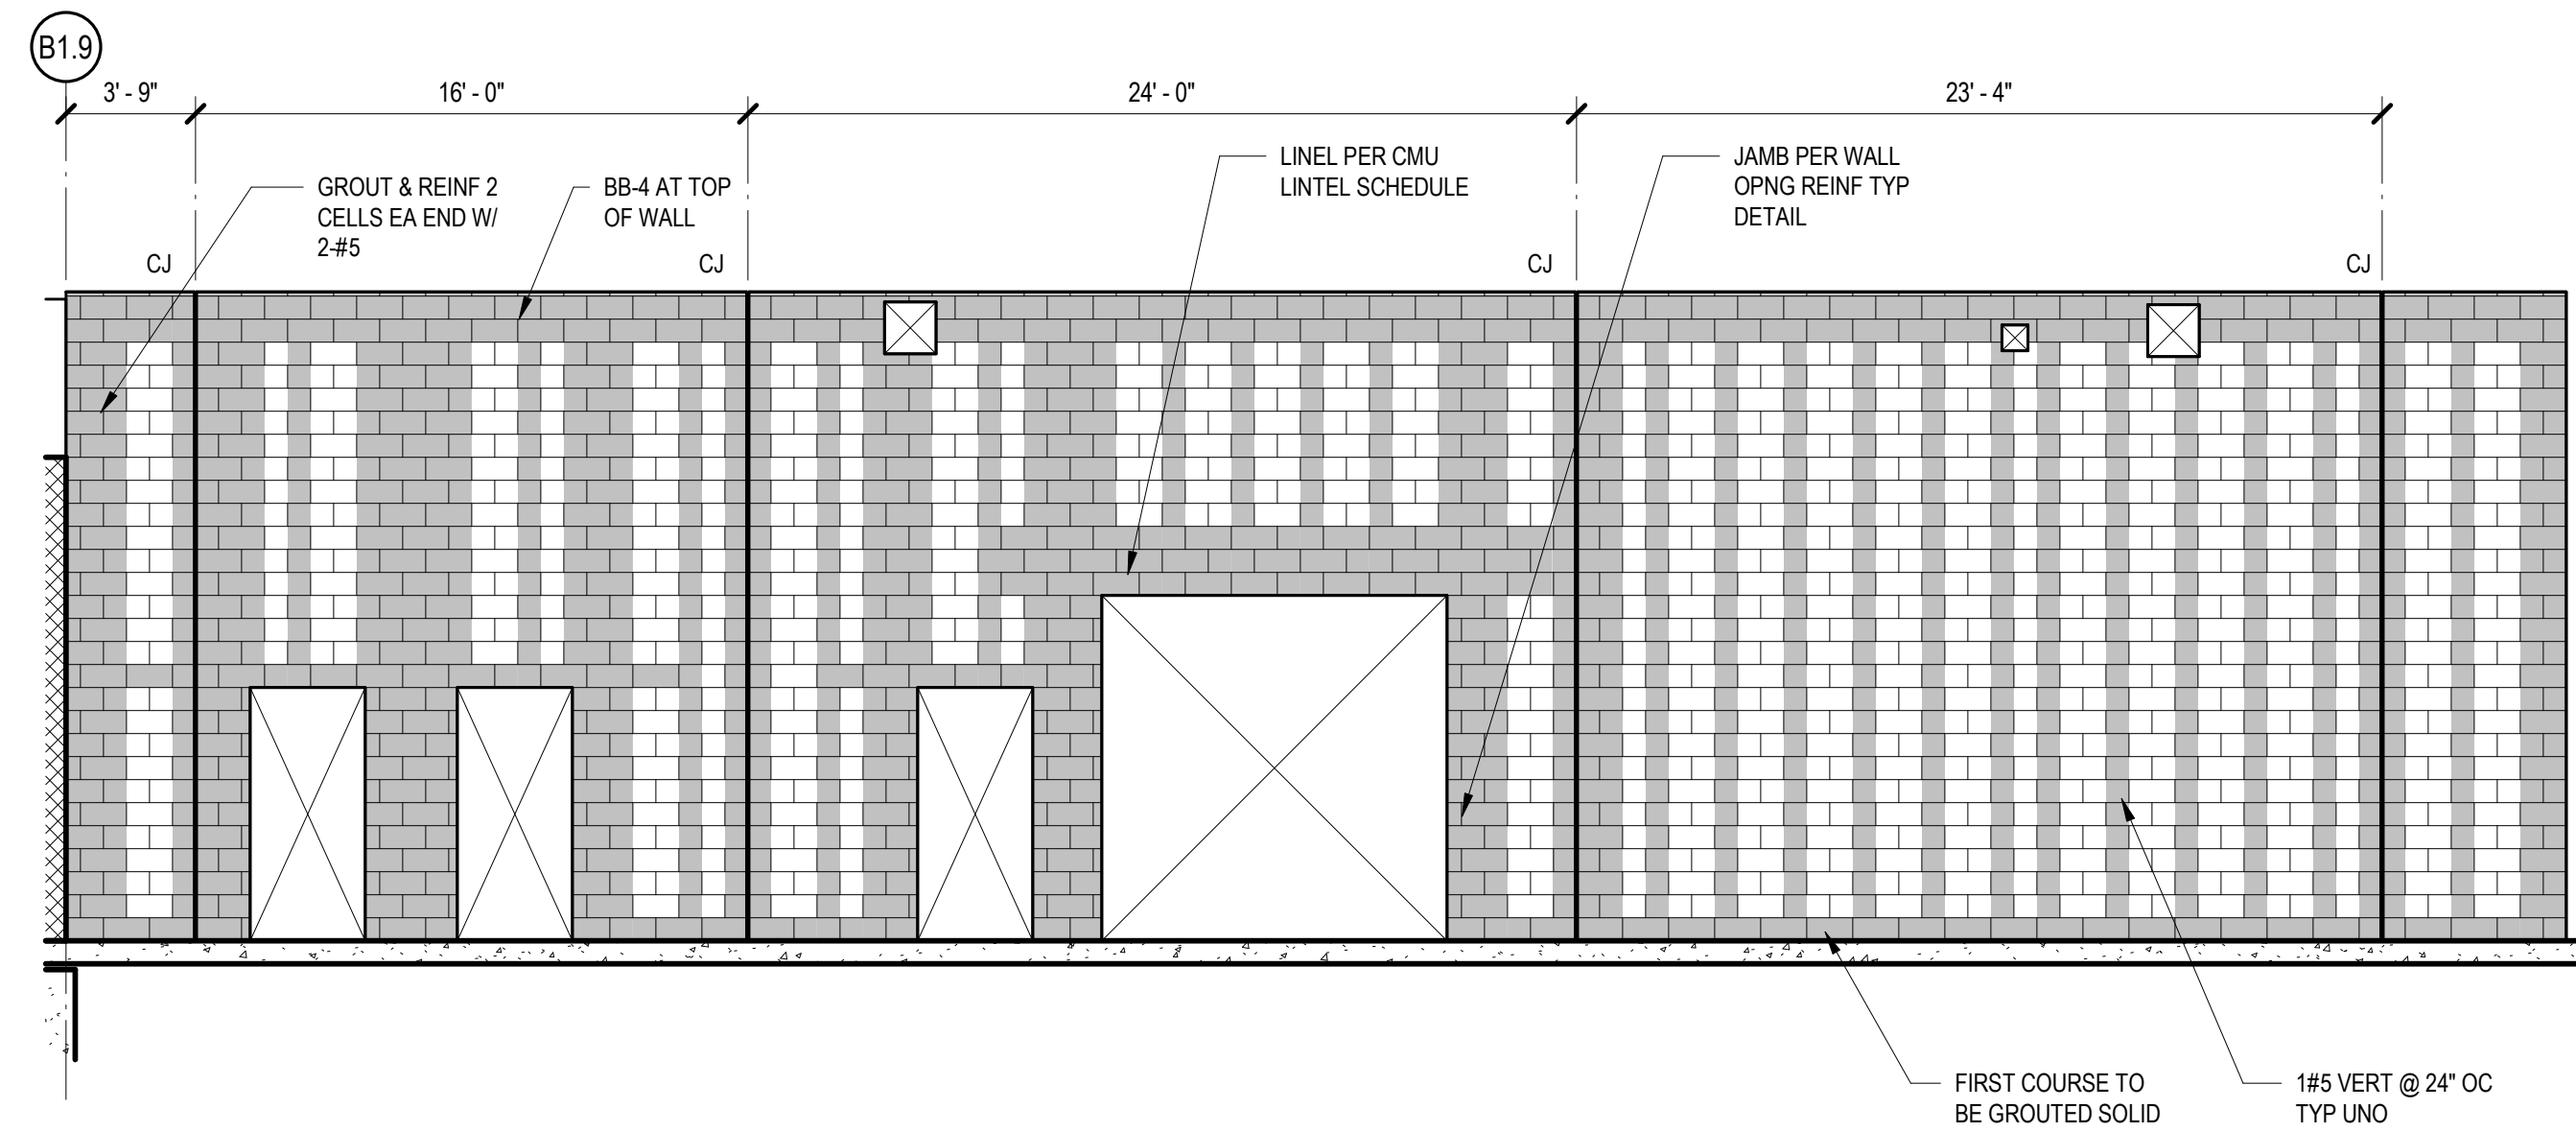 B1.9
3' - 9"
16' - 0"
24' - 0"
23' - 4"
GROUT & REINF 2
CELLS EA END W/
2-#5
BB-4 AT TOP
OF WALL
LINEL PER CMU
LINTEL SCHEDULE
JAMB PER WALL
OPNG REINF TYP
DETAIL
CJ
CJ
CJ
CJ
FIRST COURSE TO
BE GROUTED SOLID
1#5 VERT @ 24" OC
TYP UNO